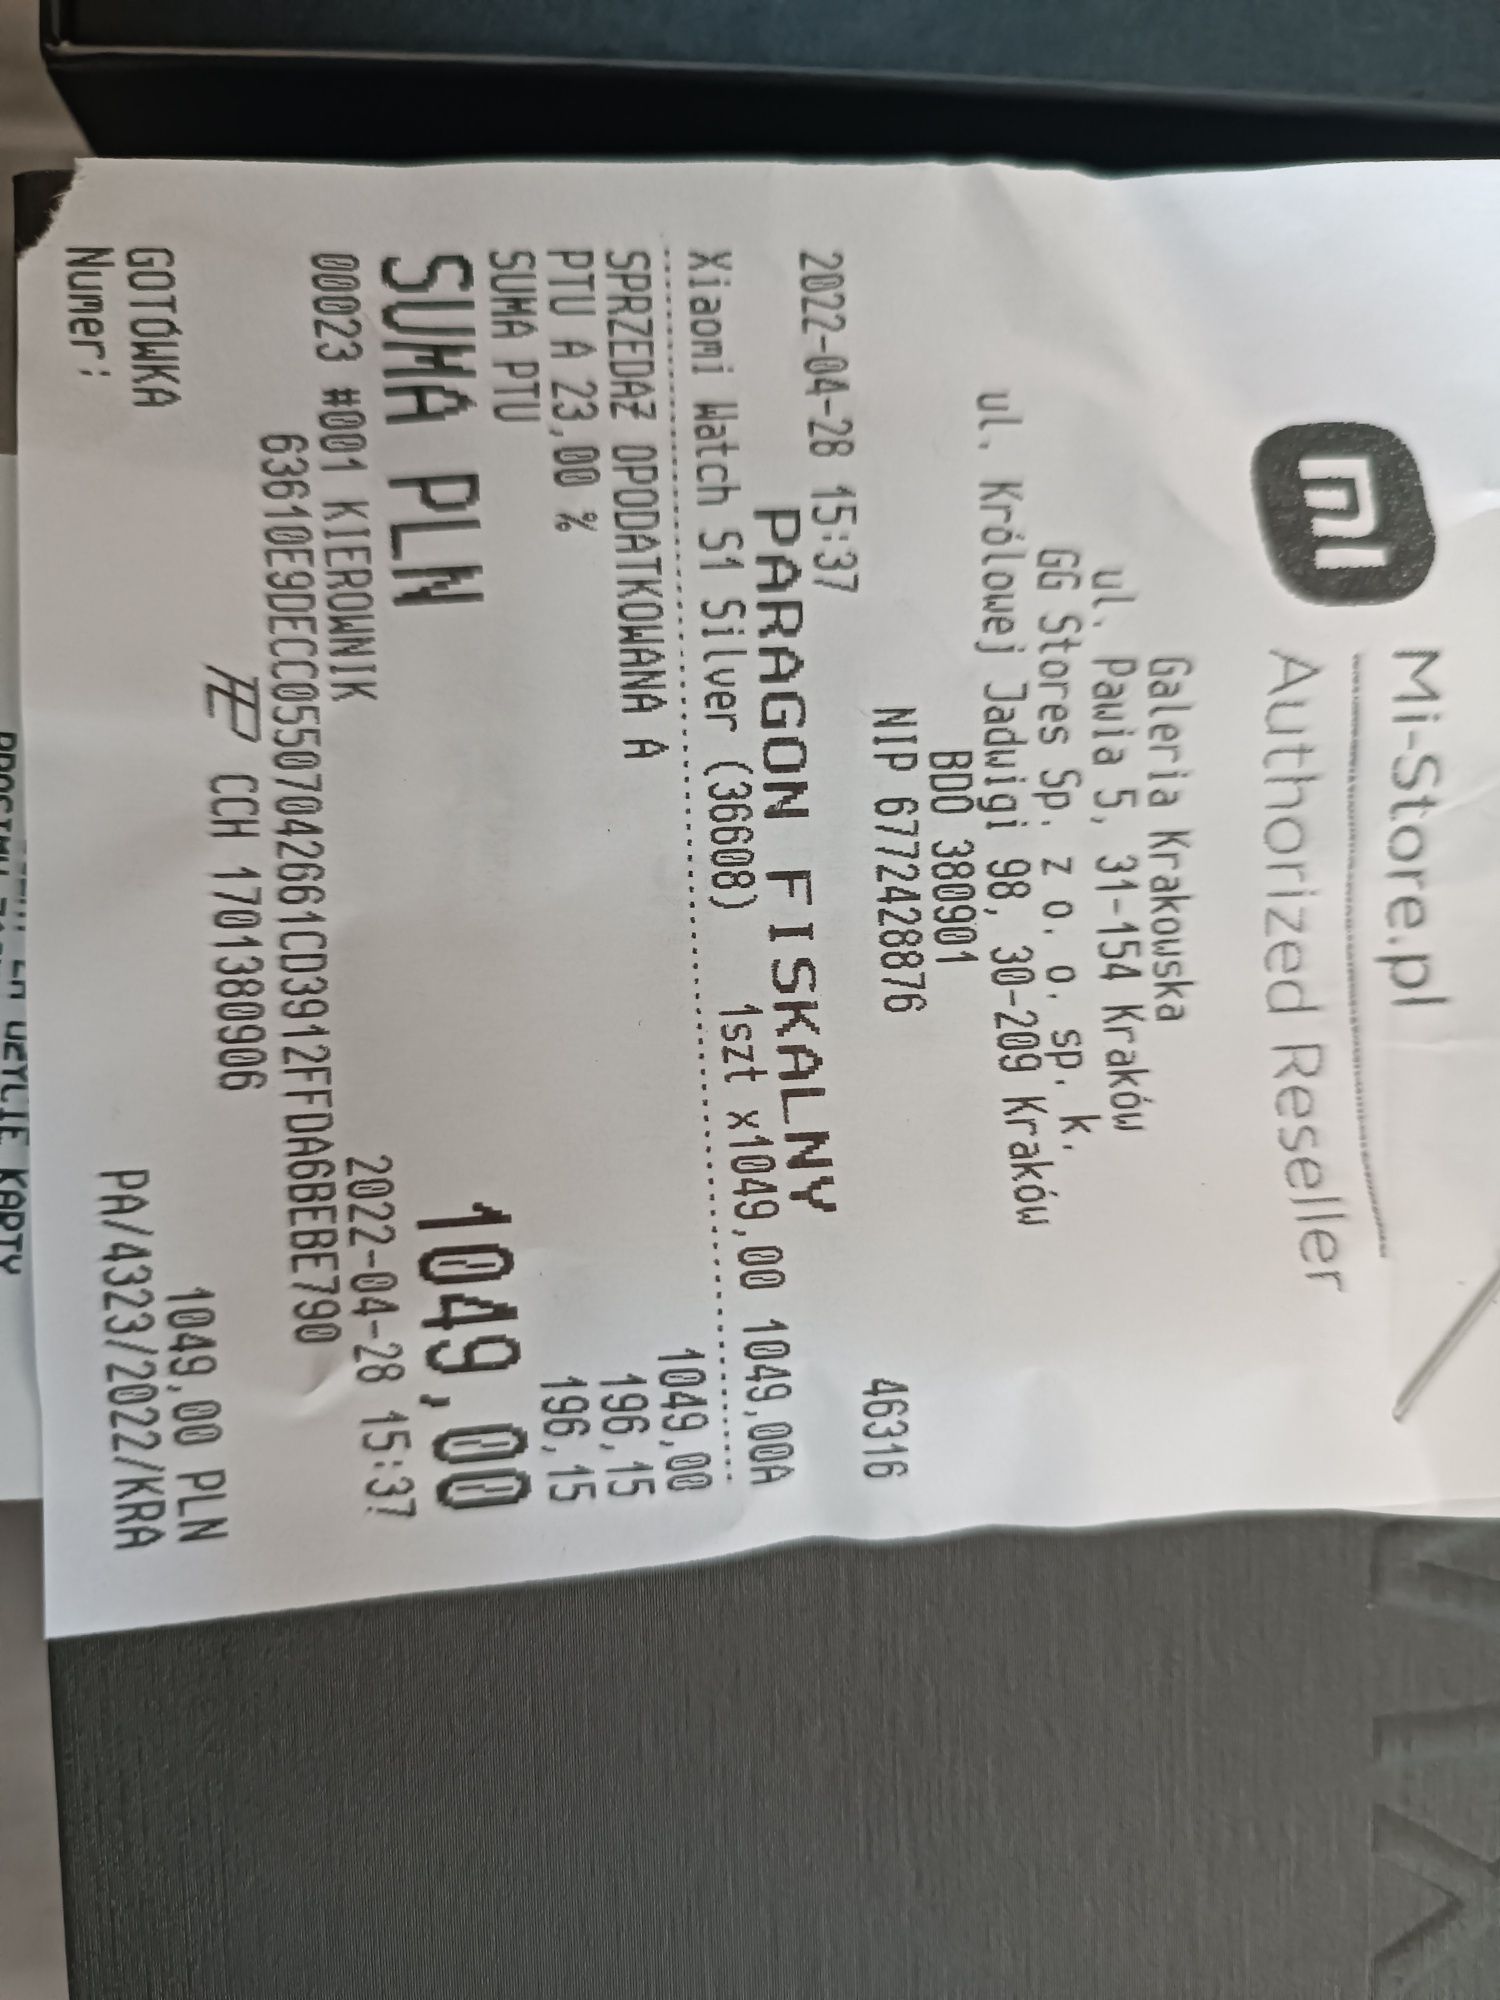 mi
Mi-Store.pl
Authorized Reseller
Galeria Krakowska
ul. Pawia 5, 31-154 Kraków
GG Stores Sp. z o. o. sp. k.
ul. Królowej Jadwigi 98, 30-209 Kraków
BDO 380901
NIP 6772428876
2022-04-28 15:37 46316
PARAGON FISKALNY
Xiaomi Watch S1 Silver (36608) 1szt x1049,00 1049,00A
SPRZEDAŻ OPODATKOWANA A 1049,00
PTU A 23,00 % 196,15
SUMA PTU 196,15
SUMA PLN 1049,00
00023 #001 KIEROWNIK 2022-04-28 15:37
63610E9DECC05507042661CD3912FFDA6BEBE790
CCH 1701380906
GOTÓWKA 1049,00 PLN
Numer: PA/4323/2022/KRA
KARTY